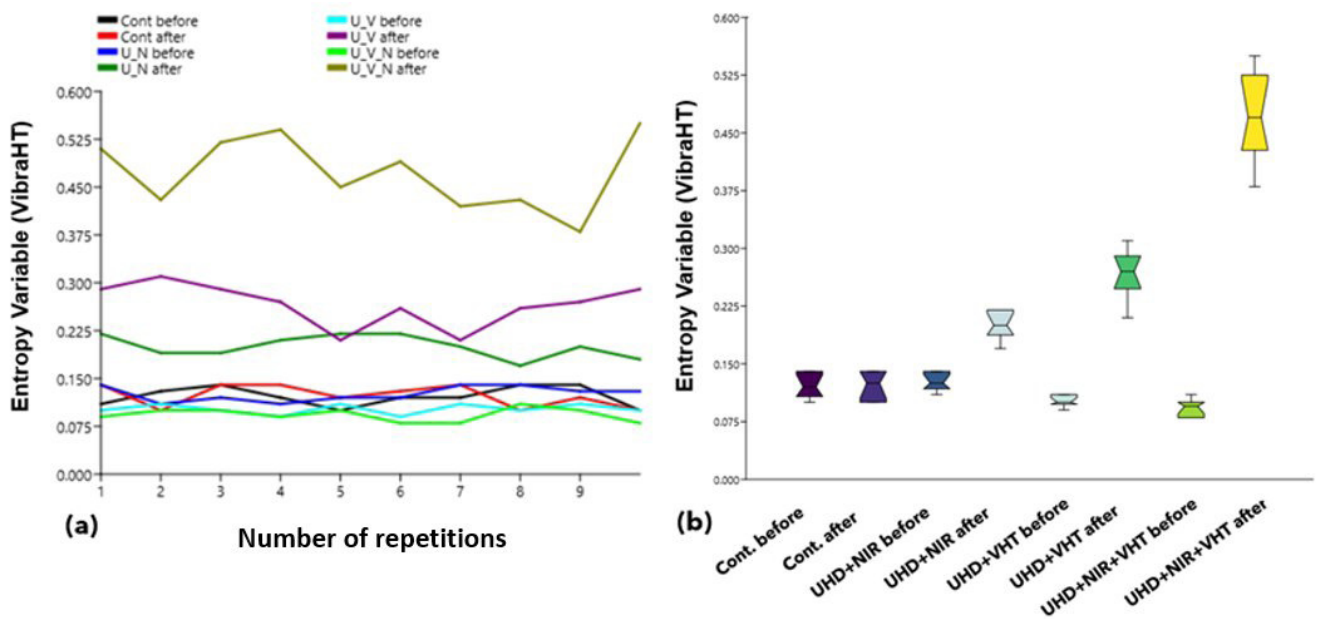 Cont before
Cont after
U_N before
U_N after
U_V before
U_V after
U_V_N before
U_V_N after
Entropy Variable (VibraHT)
0.600
0.525
0.450
0.375
0.300
0.225
0.150
0.075
0.000
1 2 3 4 5 6 7 8 9
(a)
Number of repetitions
Entropy Variable (VibraHT)
0.600
0.525
0.450
0.375
0.300
0.225
0.150
0.075
0.000
(b)
Cont. before
Cont. after
UHD+NIR before
UHD+NIR after
UHD+VHT before
UHD+VHT after
UHD+NIR+VHT before
UHD+NIR+VHT after